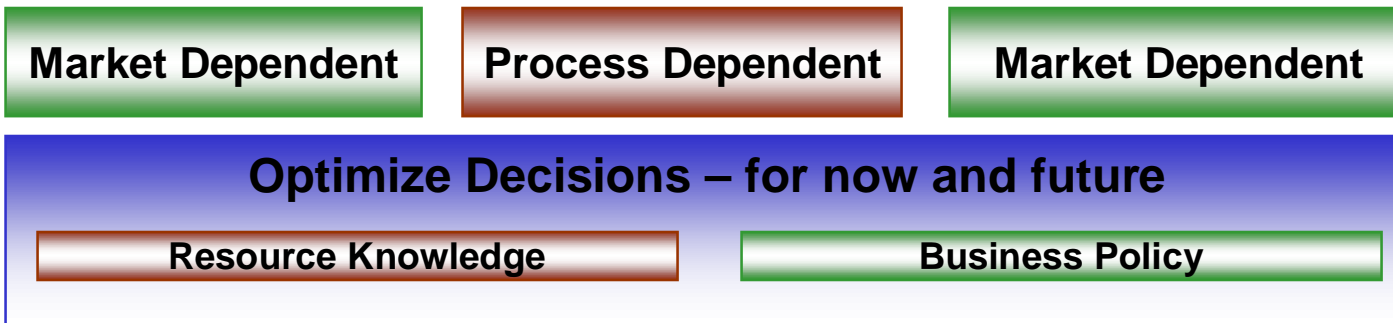 Market Dependent
Process Dependent
Market Dependent
Optimize Decisions – for now and future
Resource Knowledge
Business Policy